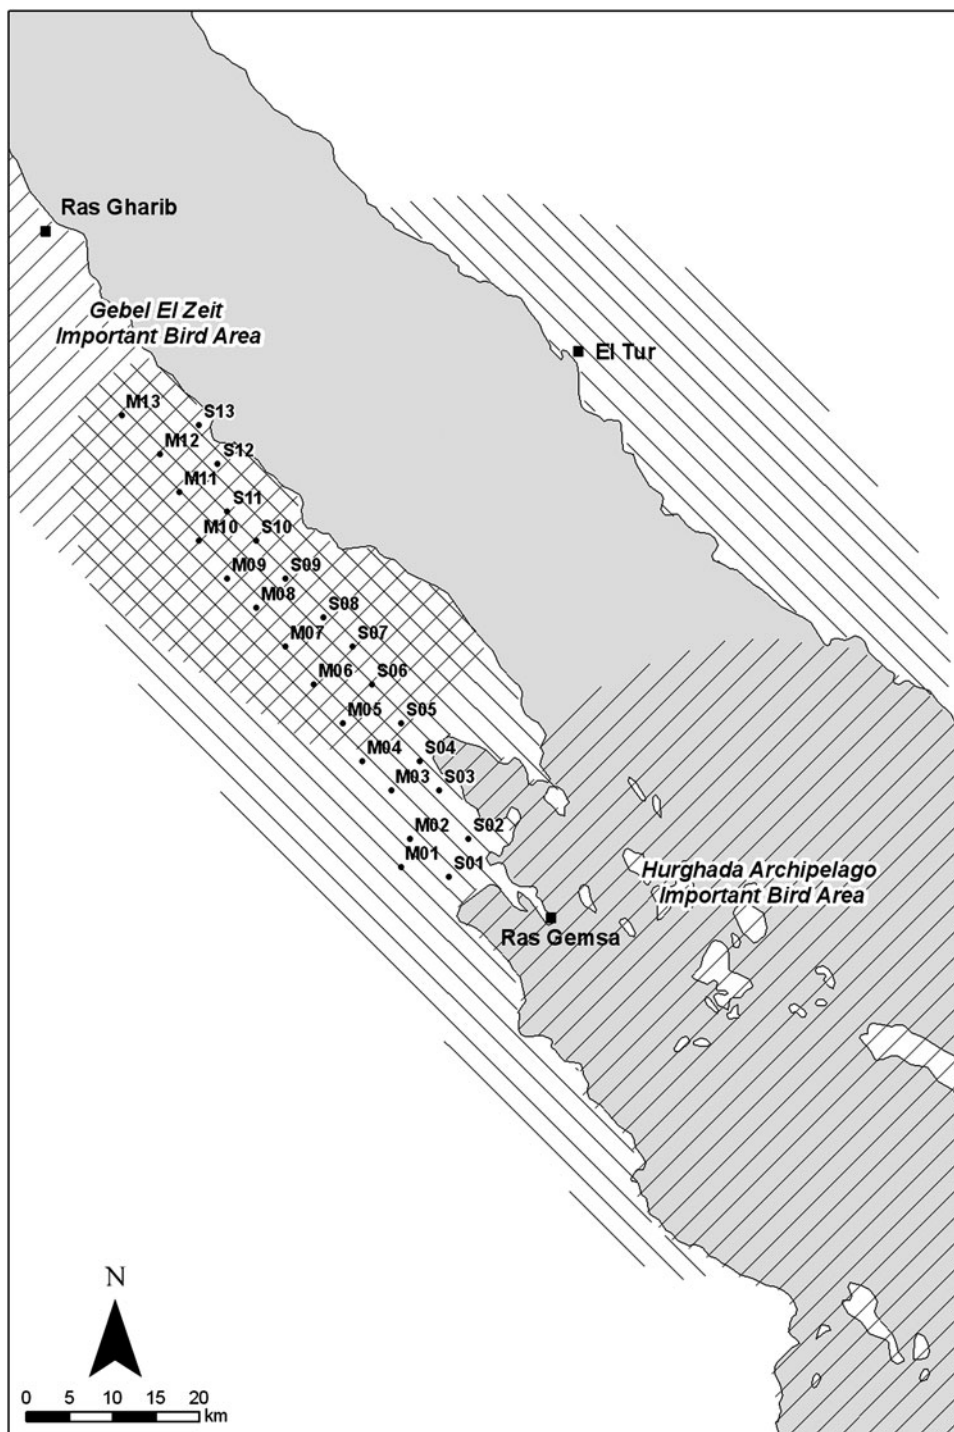 Ras Gharib
Gebel El Zeit
Important Bird Area
El Tur
M13
S13
M12
S12
M11
S11
M10
S10
M09
S09
M08
S08
M07
S07
M06
S06
M05
S05
M04
S04
M03
S03
M02
S02
M01
S01
Hurghada Archipelago
Important Bird Area
Ras Gemsa
N
0 5 10 15 20
km